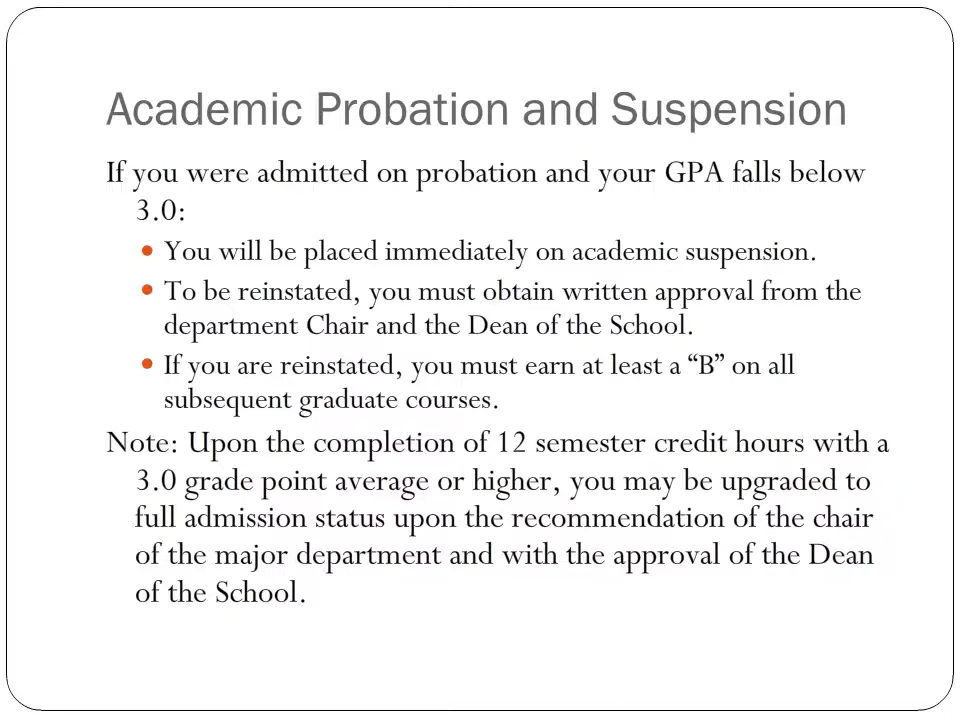 Academic Probation and Suspension
If you were admitted on probation and your GPA falls below
3.0:
• You will be placed immediately on academic suspension.
• To be reinstated, you must obtain written approval from the
department Chair and the Dean of the School.
• If you are reinstated, you must earn at least a “B” on all
subsequent graduate courses.
Note: Upon the completion of 12 semester credit hours with a
3.0 grade point average or higher, you may be upgraded to
full admission status upon the recommendation of the chair
of the major department and with the approval of the Dean
of the School.